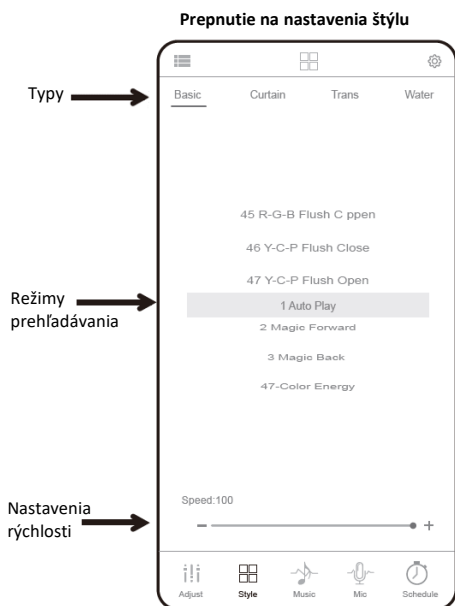 Prepnutie na nastavenia štýlu
Typy
Basic Curtain Trans Water
45 R-G-B Flush C ppen
46 Y-C-P Flush Close
47 Y-C-P Flush Open
Režimy
prehľadávania
1 Auto Play
2 Magic Forward
3 Magic Back
47-Color Energy
Nastavenia
rýchlosti
Speed:100
Adjust Style Music Mic Schedule